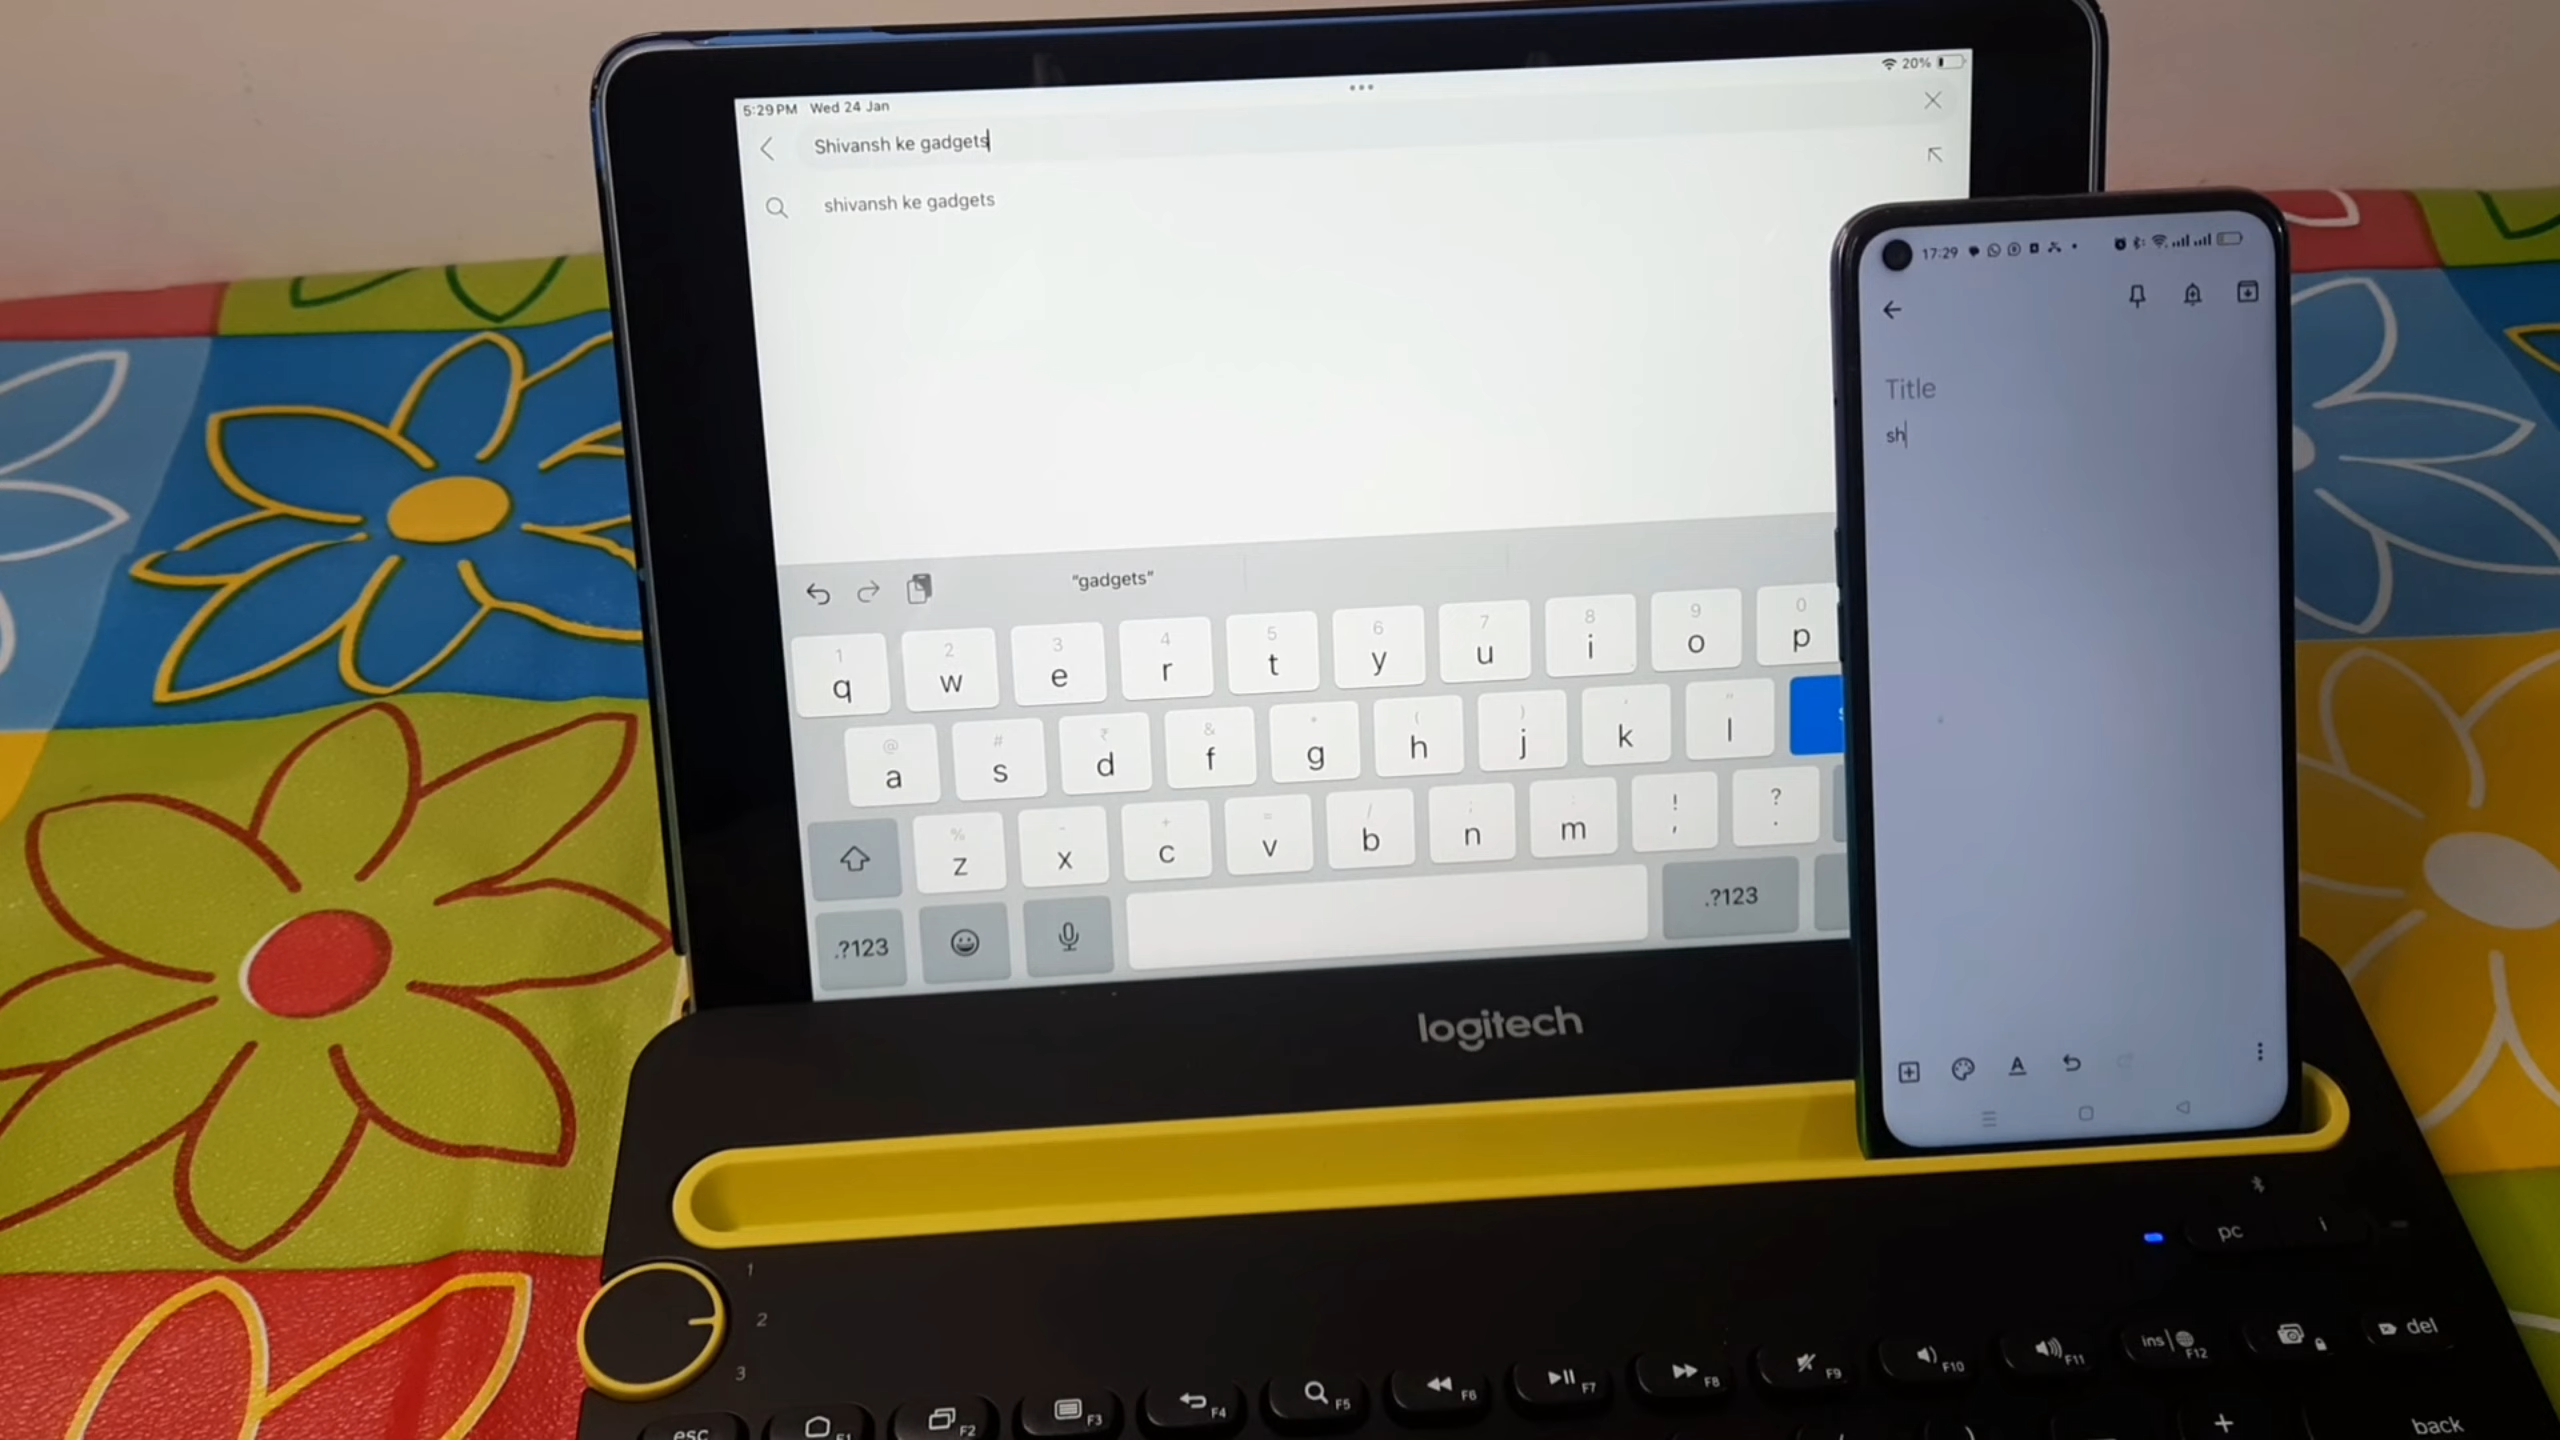 5:29 PM Wed 24 Jan
20%
Shivansh ke gadgets
shivansh ke gadgets
"gadgets"
1 2 3 4 5 6 7 8 9 0
q w e r t y u i o p
@ # ₹ & * ( ) ' "
a s d f g h j k l
% - + = / ; : ! ?
z x c v b n m , .
.?123 .?123
17:29
Title
sh
A
logitech
pc i
1
2
3
ins F12 del
esc F1 F2 F3 F4 F5 F6 F7 F8 F9 F10 F11
+ back